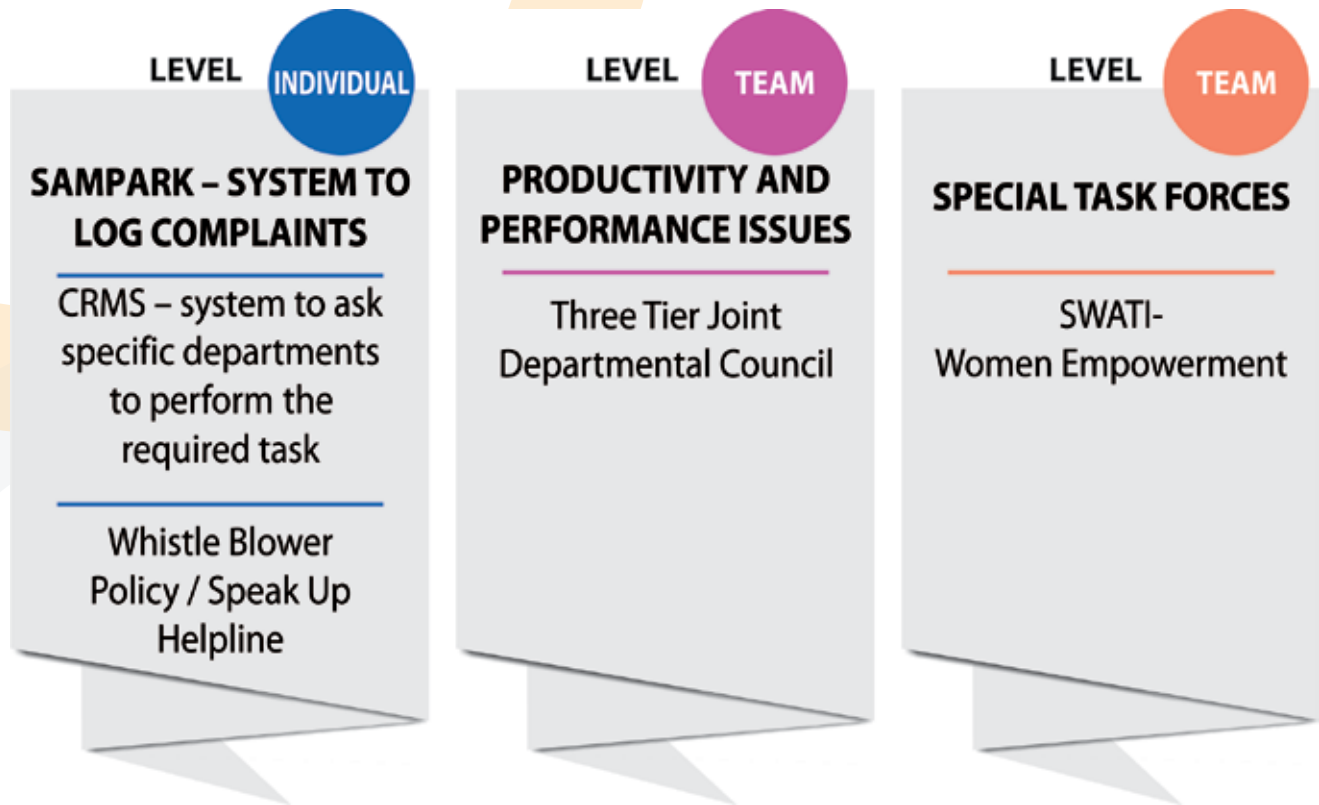 LEVEL INDIVIDUAL
SAMPARK – SYSTEM TO
LOG COMPLAINTS
CRMS – system to ask
specific departments
to perform the
required task
Whistle Blower
Policy / Speak Up
Helpline
LEVEL TEAM
PRODUCTIVITY AND
PERFORMANCE ISSUES
Three Tier Joint
Departmental Council
LEVEL TEAM
SPECIAL TASK FORCES
SWATI-
Women Empowerment